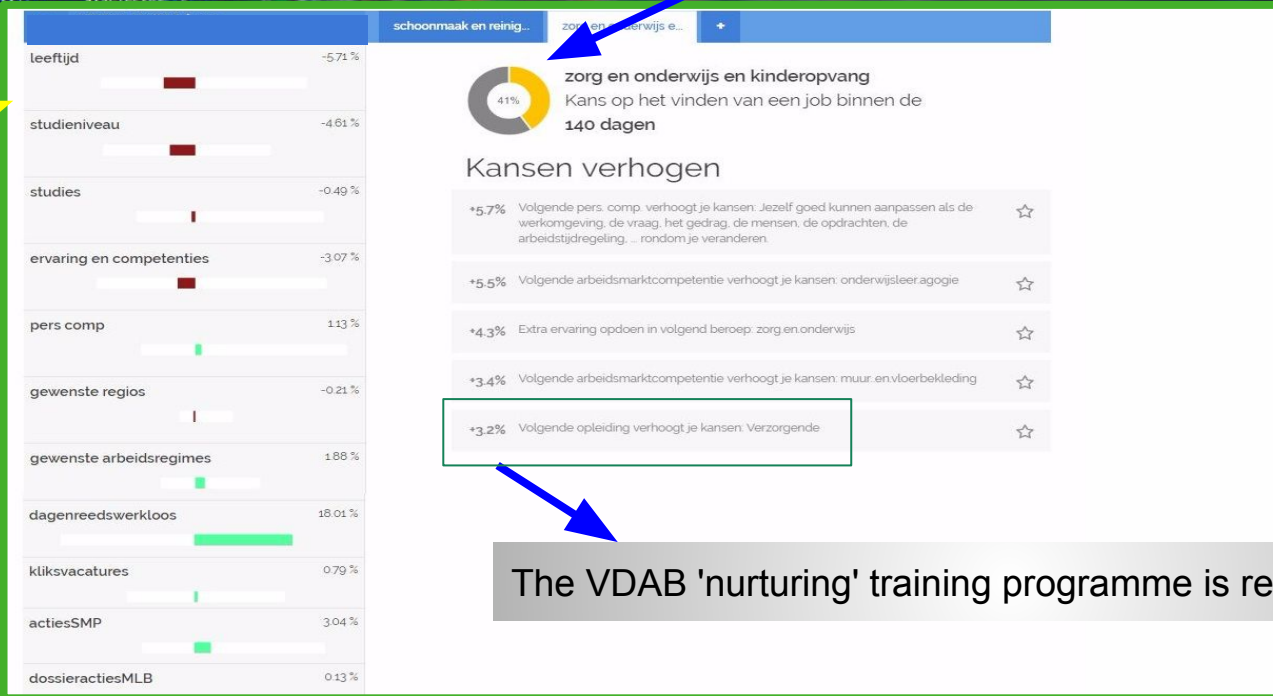 schoonmaak en reinig...
zorg en onderwijs e...
+
leeftijd -5.71 %
studieniveau -4.61 %
studies -0.49 %
ervaring en competenties -3.07 %
pers comp 1.13 %
gewenste regios -0.21 %
gewenste arbeidsregimes 1.88 %
dagenreedswerkloos 18.01 %
kliksvacatures 0.79 %
actiesSMP 3.04 %
dossieractiesMLB 0.13 %
41%
zorg en onderwijs en kinderopvang
Kans op het vinden van een job binnen de
140 dagen
Kansen verhogen
+5.7% Volgende pers. comp. verhoogt je kansen: Jezelf goed kunnen aanpassen als de
werkomgeving, de vraag, het gedrag, de mensen, de opdrachten, de
arbeidstijdregeling, ... rondom je veranderen.
+5.5% Volgende arbeidsmarktcompetentie verhoogt je kansen: onderwijsleer.agogie
+4.3% Extra ervaring opdoen in volgend beroep: zorg.en.onderwijs
+3.4% Volgende arbeidsmarktcompetentie verhoogt je kansen: muur.en.vloerbekleding
+3.2% Volgende opleiding verhoogt je kansen: Verzorgende
The VDAB 'nurturing' training programme is re